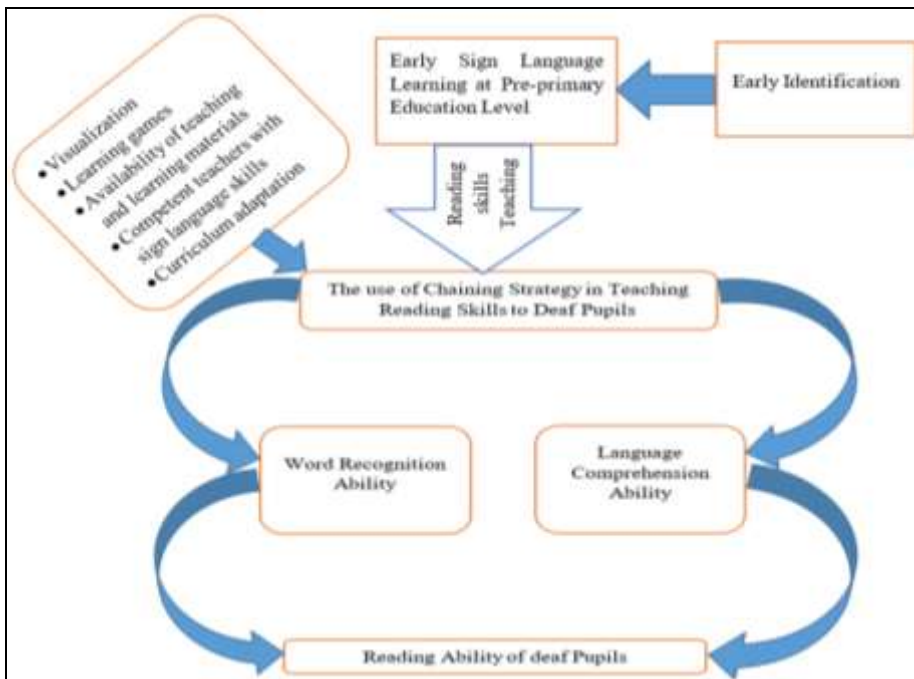 Early Sign Language
Learning at Pre-primary
Education Level
Early Identification
•Visualization
•Learning games
•Availability of teaching
and learning materials
•Competent teachers with
sign language skills
•Curriculum adaptation
Reading
skills
Teaching
The use of Chaining Strategy in Teaching
Reading Skills to Deaf Pupils
Word Recognition
Ability
Language
Comprehension
Ability
Reading Ability of deaf Pupils